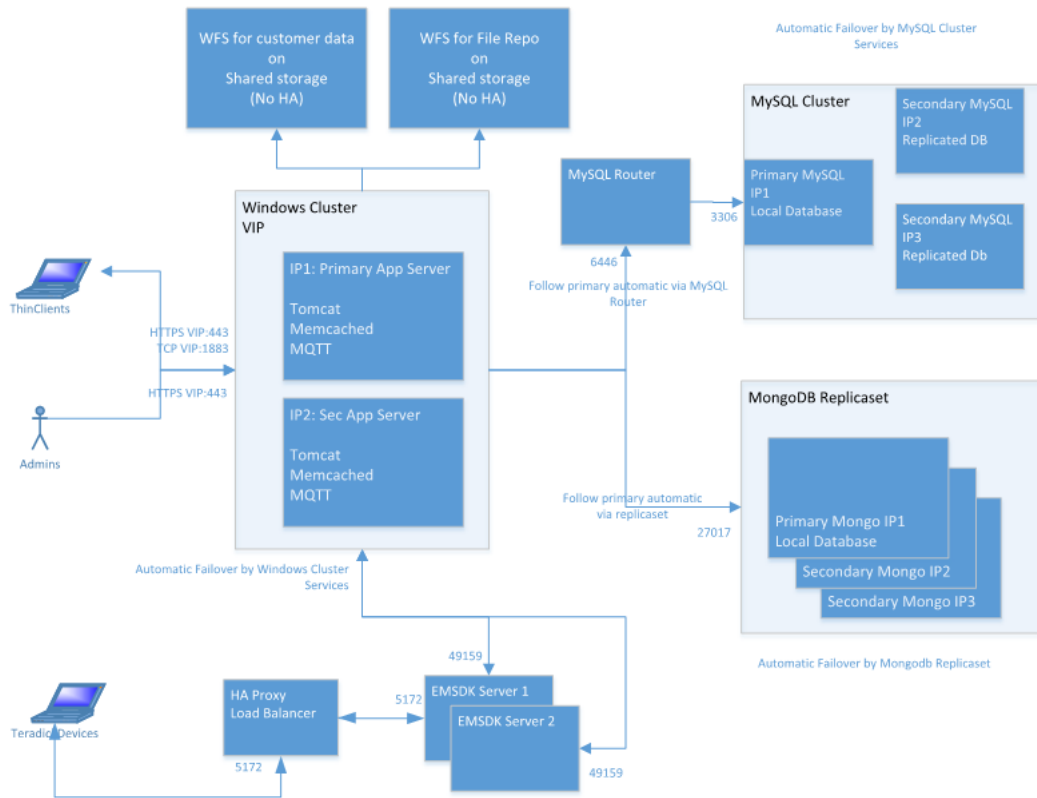 WFS for customer data
on
Shared storage
(No HA)
WFS for File Repo
on
Shared storage
(No HA)
Automatic Failover by MySQL Cluster
Services
MySQL Cluster
Secondary MySQL
IP2
Replicated DB
Primary MySQL
IP1
Local Database
Secondary MySQL
IP3
Replicated Db
MySQL Router
3306
6446
Follow primary automatic via MySQL
Router
Windows Cluster
VIP
IP1: Primary App Server
Tomcat
Memcached
MQTT
IP2: Sec App Server
Tomcat
Memcached
MQTT
ThinClients
HTTPS VIP:443
TCP VIP:1883
HTTPS VIP:443
Admins
MongoDB Replicaset
Primary Mongo IP1
Local Database
Secondary Mongo IP2
Secondary Mongo IP3
Follow primary automatic
via replicaset
27017
Automatic Failover by Windows Cluster
Services
Automatic Failover by Mongodb Replicaset
49159
EMSDK Server 1
EMSDK Server 2
5172
HA Proxy
Load Balancer
5172
49159
Teradic Devices